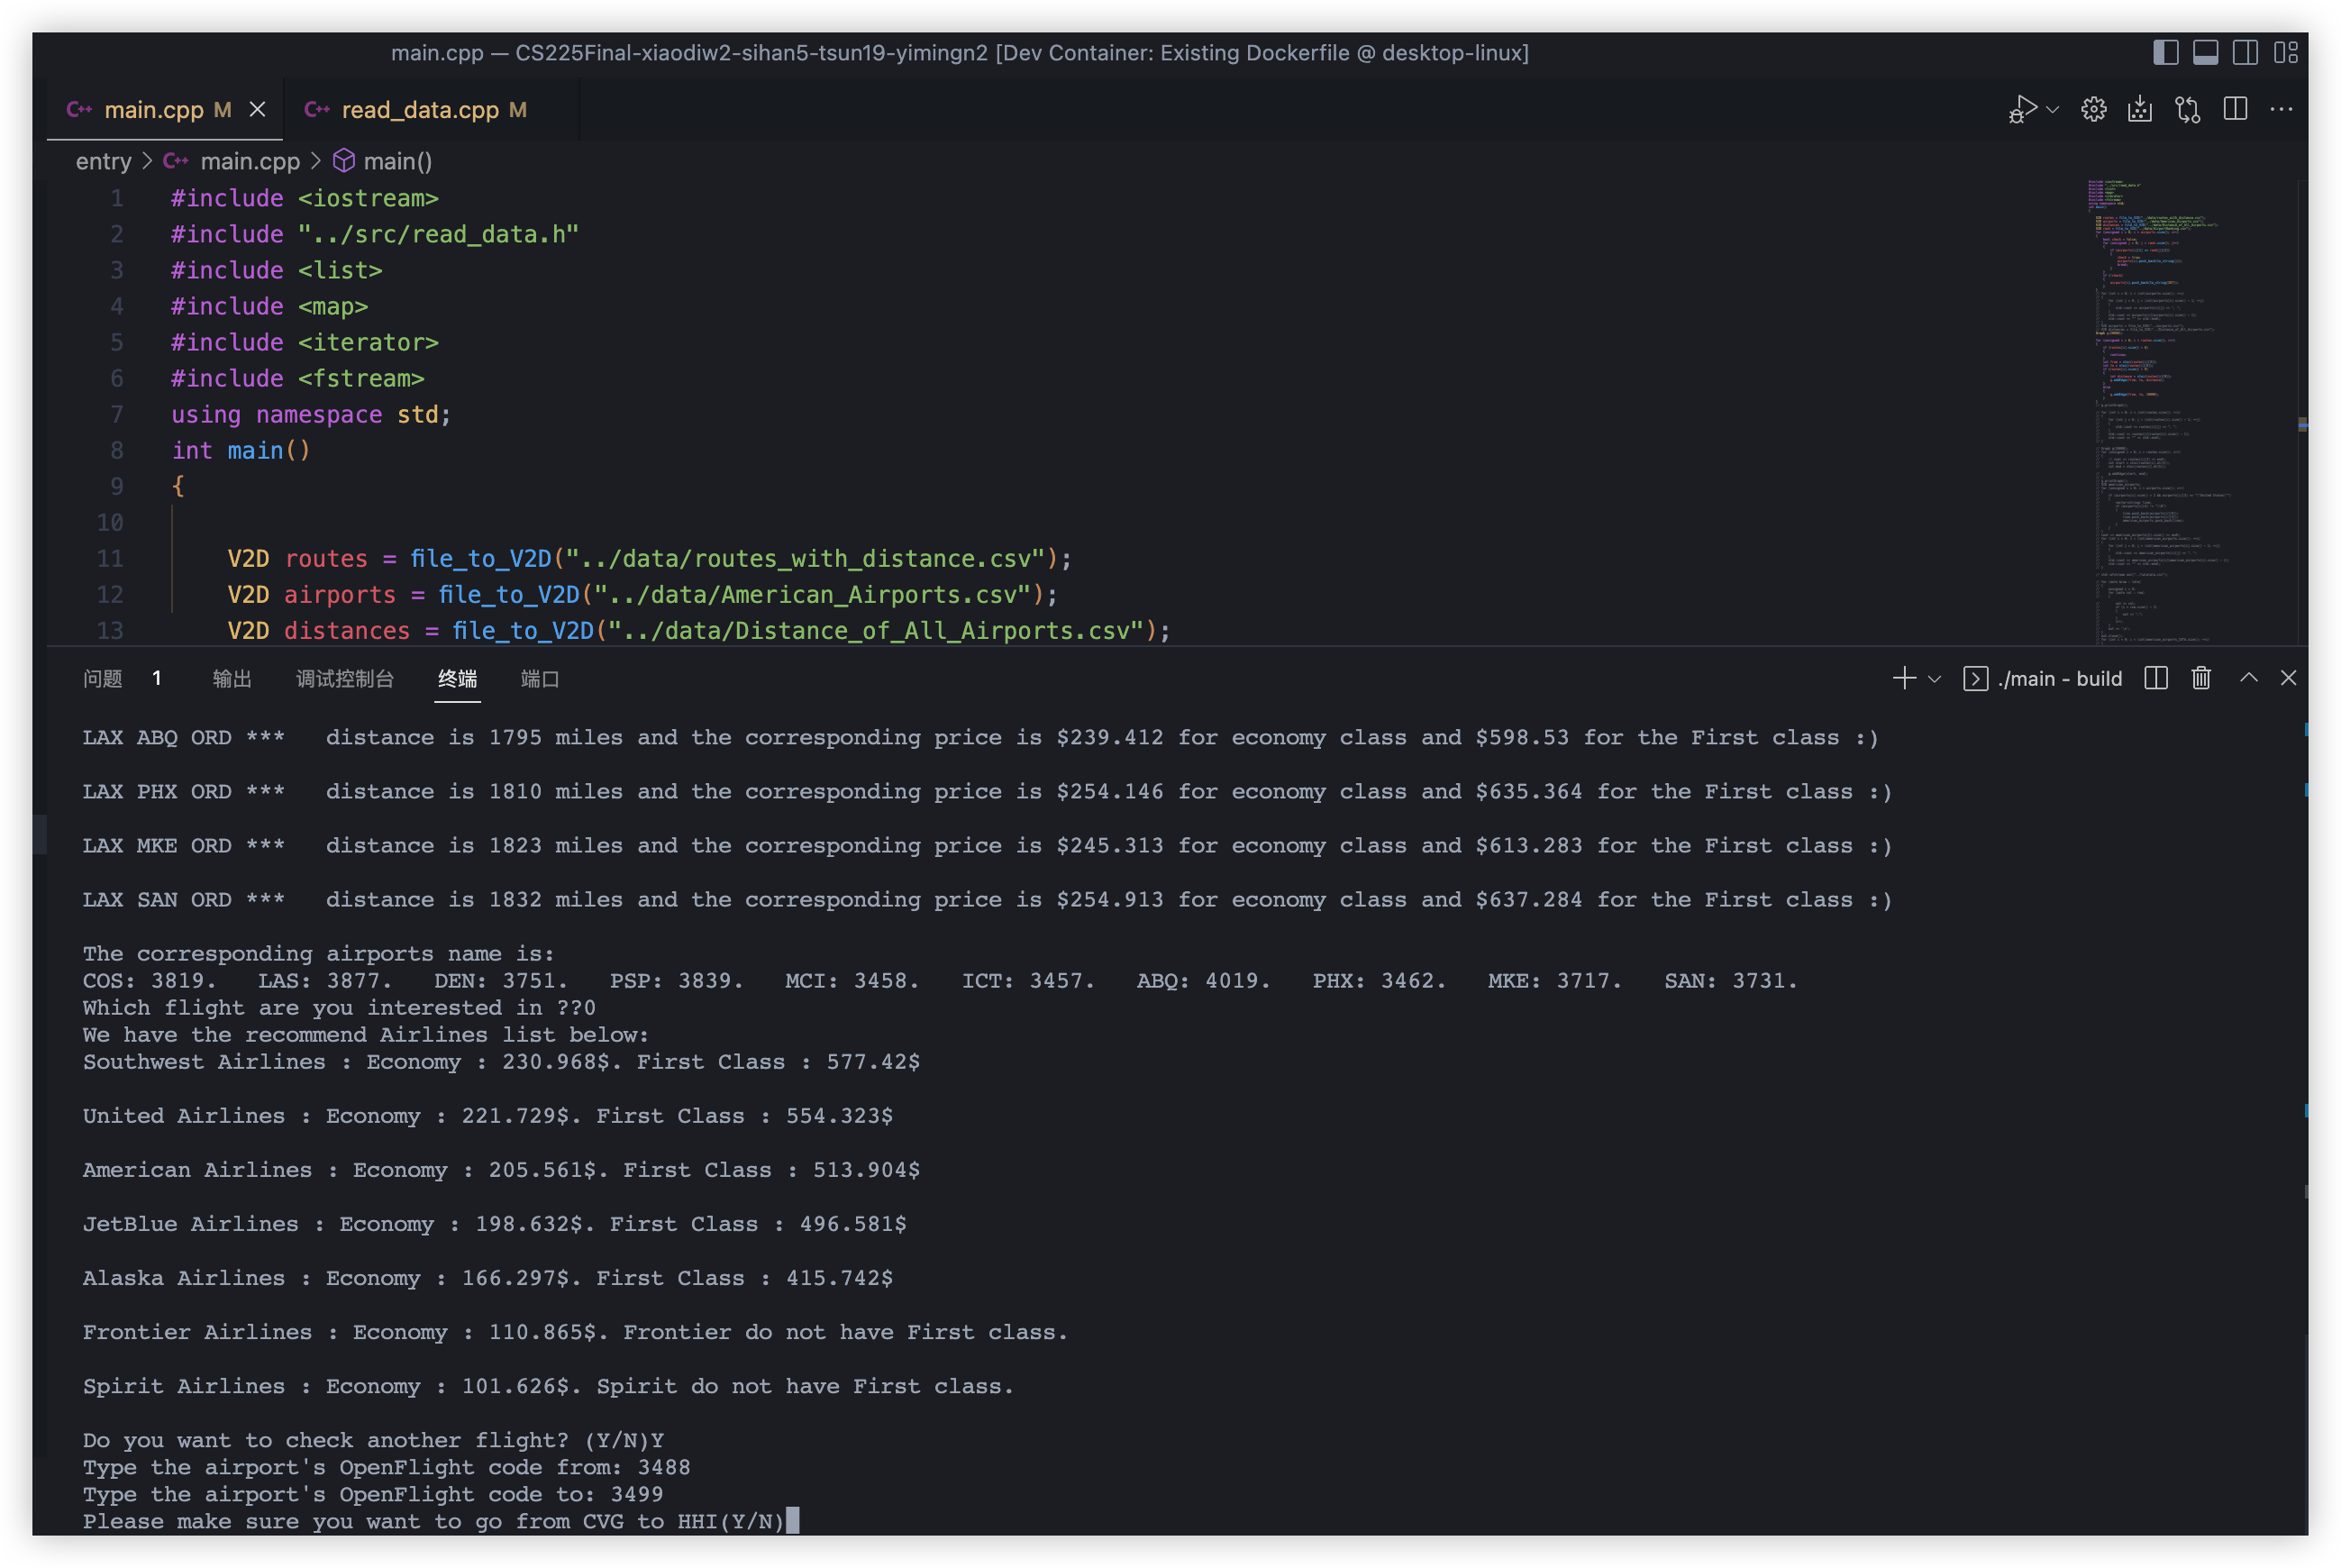 main.cpp — CS225Final-xiaodiw2-sihan5-tsun19-yimingn2 [Dev Container: Existing Dockerfile @ desktop-linux]
main.cpp M read_data.cpp M
entry > main.cpp > main()
1 #include <iostream>
2 #include "../src/read_data.h"
3 #include <list>
4 #include <map>
5 #include <iterator>
6 #include <fstream>
7 using namespace std;
8 int main()
9 {
10
11 V2D routes = file_to_V2D("../data/routes_with_distance.csv");
12 V2D airports = file_to_V2D("../data/American_Airports.csv");
13 V2D distances = file_to_V2D("../data/Distance_of_All_Airports.csv");
问题 1 输出 调试控制台 终端 端口 ./main - build
LAX ABQ ORD ***   distance is 1795 miles and the corresponding price is $239.412 for economy class and $598.53 for the First class :)
LAX PHX ORD ***   distance is 1810 miles and the corresponding price is $254.146 for economy class and $635.364 for the First class :)
LAX MKE ORD ***   distance is 1823 miles and the corresponding price is $245.313 for economy class and $613.283 for the First class :)
LAX SAN ORD ***   distance is 1832 miles and the corresponding price is $254.913 for economy class and $637.284 for the First class :)
The corresponding airports name is:
COS: 3819.   LAS: 3877.   DEN: 3751.   PSP: 3839.   MCI: 3458.   ICT: 3457.   ABQ: 4019.   PHX: 3462.   MKE: 3717.   SAN: 3731.
Which flight are you interested in ??0
We have the recommend Airlines list below:
Southwest Airlines : Economy : 230.968$. First Class : 577.42$
United Airlines : Economy : 221.729$. First Class : 554.323$
American Airlines : Economy : 205.561$. First Class : 513.904$
JetBlue Airlines : Economy : 198.632$. First Class : 496.581$
Alaska Airlines : Economy : 166.297$. First Class : 415.742$
Frontier Airlines : Economy : 110.865$. Frontier do not have First class.
Spirit Airlines : Economy : 101.626$. Spirit do not have First class.
Do you want to check another flight? (Y/N)Y
Type the airport's OpenFlight code from: 3488
Type the airport's OpenFlight code to: 3499
Please make sure you want to go from CVG to HHI(Y/N)